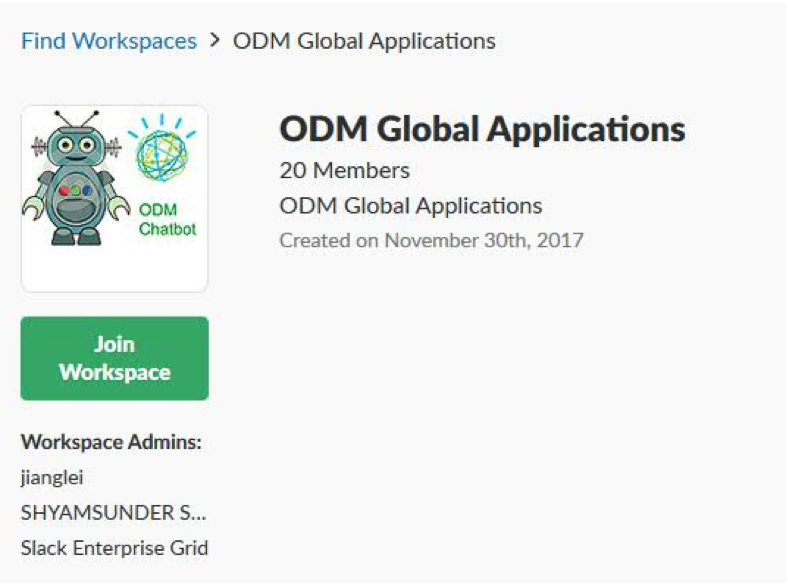 Find Workspaces > ODM Global Applications
ODM
Chatbot
ODM Global Applications
20 Members
ODM Global Applications
Created on November 30th, 2017
Join
Workspace
Workspace Admins:
jianglei
SHYAMSUNDER S...
Slack Enterprise Grid